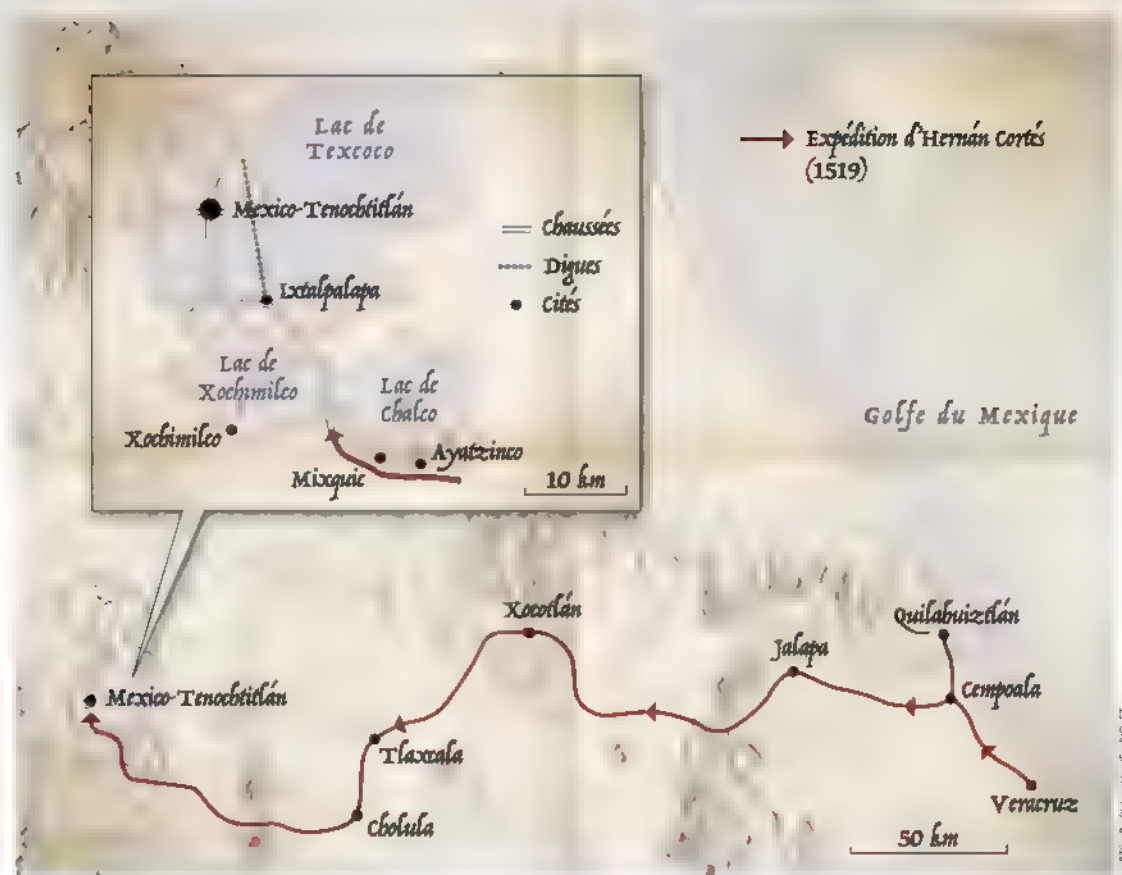 Lac de
Texcoco
Mexico-Tenochtitlán
Ixtalpalapa
Chaussées
Digues
Cités
Lac de
Xochimilco
Lac de
Chalco
Xochimilco
Ayatzinco
Mixquic
10 km
Expédition d'Hernán Cortés
(1519)
Golfe du Mexique
Xocotlán
Quilahuiztlán
Jalapa
Cempoala
Mexico-Tenochtitlán
Tlaxcala
Veracruz
Cholula
50 km